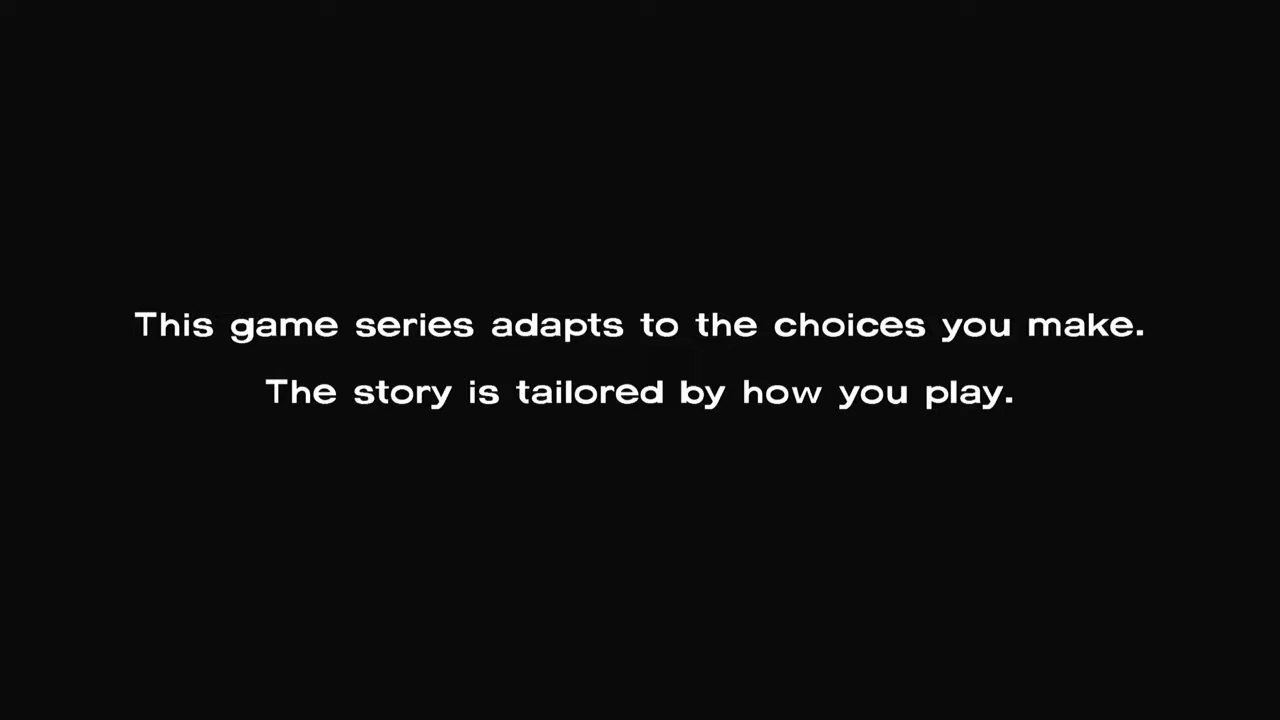 This game series adapts to the choices you make.
The story is tailored by how you play.